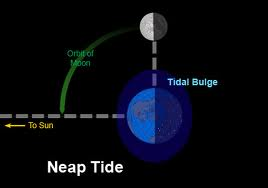 Orbit of
Moon
Tidal Bulge
To Sun
Neap Tide